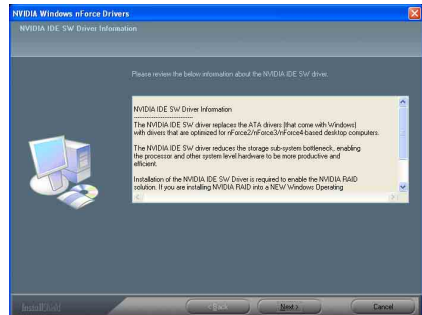 NVIDIA Windows nForce Drivers
NVIDIA IDE SW Driver Information
Please review the below information about the NVIDIA IDE SW driver.
NVIDIA IDE SW Driver Information
----------------------------
The NVIDIA IDE SW driver replaces the ATA drivers (that come with Windows)
with drivers that are optimized for nForce2/nForce3/nForce4-based desktop computers.
The NVIDIA IDE SW driver reduces the storage sub-system bottleneck, enabling
the processor and other system level hardware to be more productive and
efficient.
Installation of the NVIDIA IDE SW Driver is required to enable the NVIDIA RAID
solution. If you are installing NVIDIA RAID into a NEW Windows Operating
InstallShield
< Back
Next >
Cancel